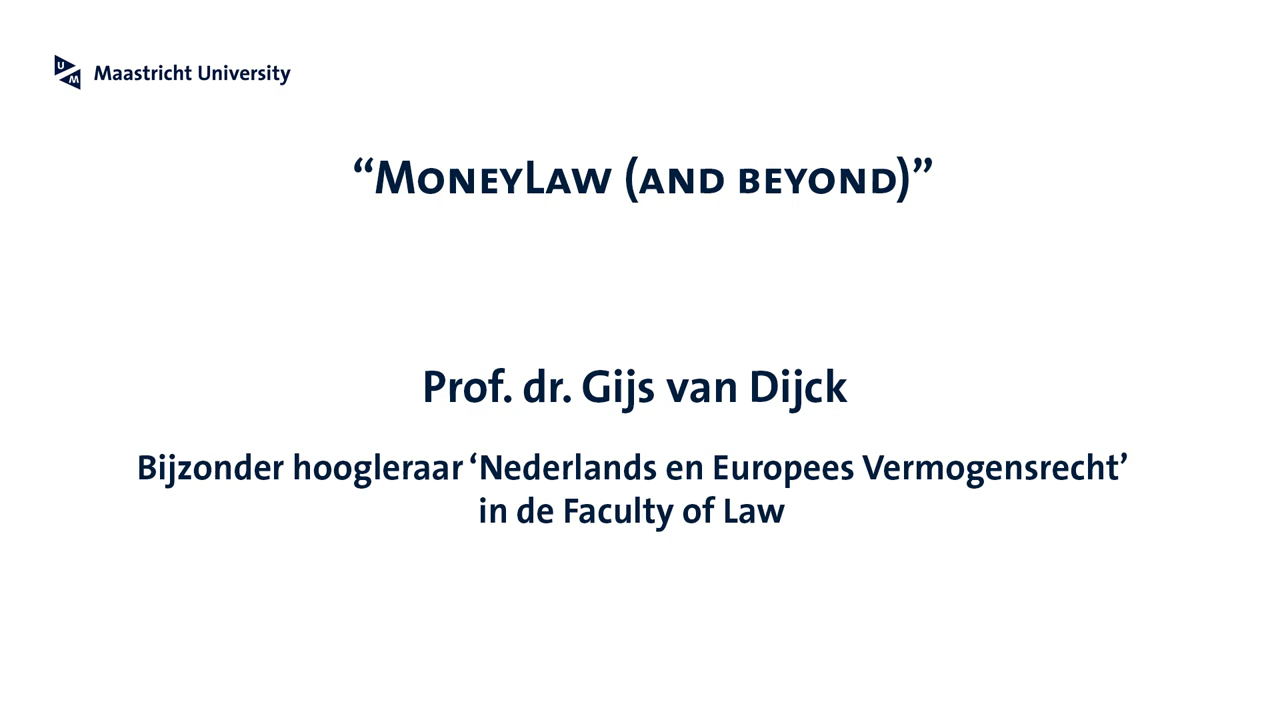 UM Maastricht University
“MoneyLaw (and beyond)”
Prof. dr. Gijs van Dijck
Bijzonder hoogleraar ‘Nederlands en Europees Vermogensrecht’
in de Faculty of Law